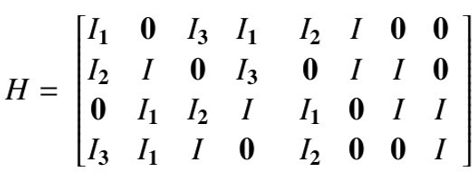 I₁ 0 I₃ I₁ I₂ I 0 0
H = I₂ I 0 I₃ 0 I I 0
0 I₁ I₂ I I₁ 0 I I
I₃ I₁ I 0 I₂ 0 0 I